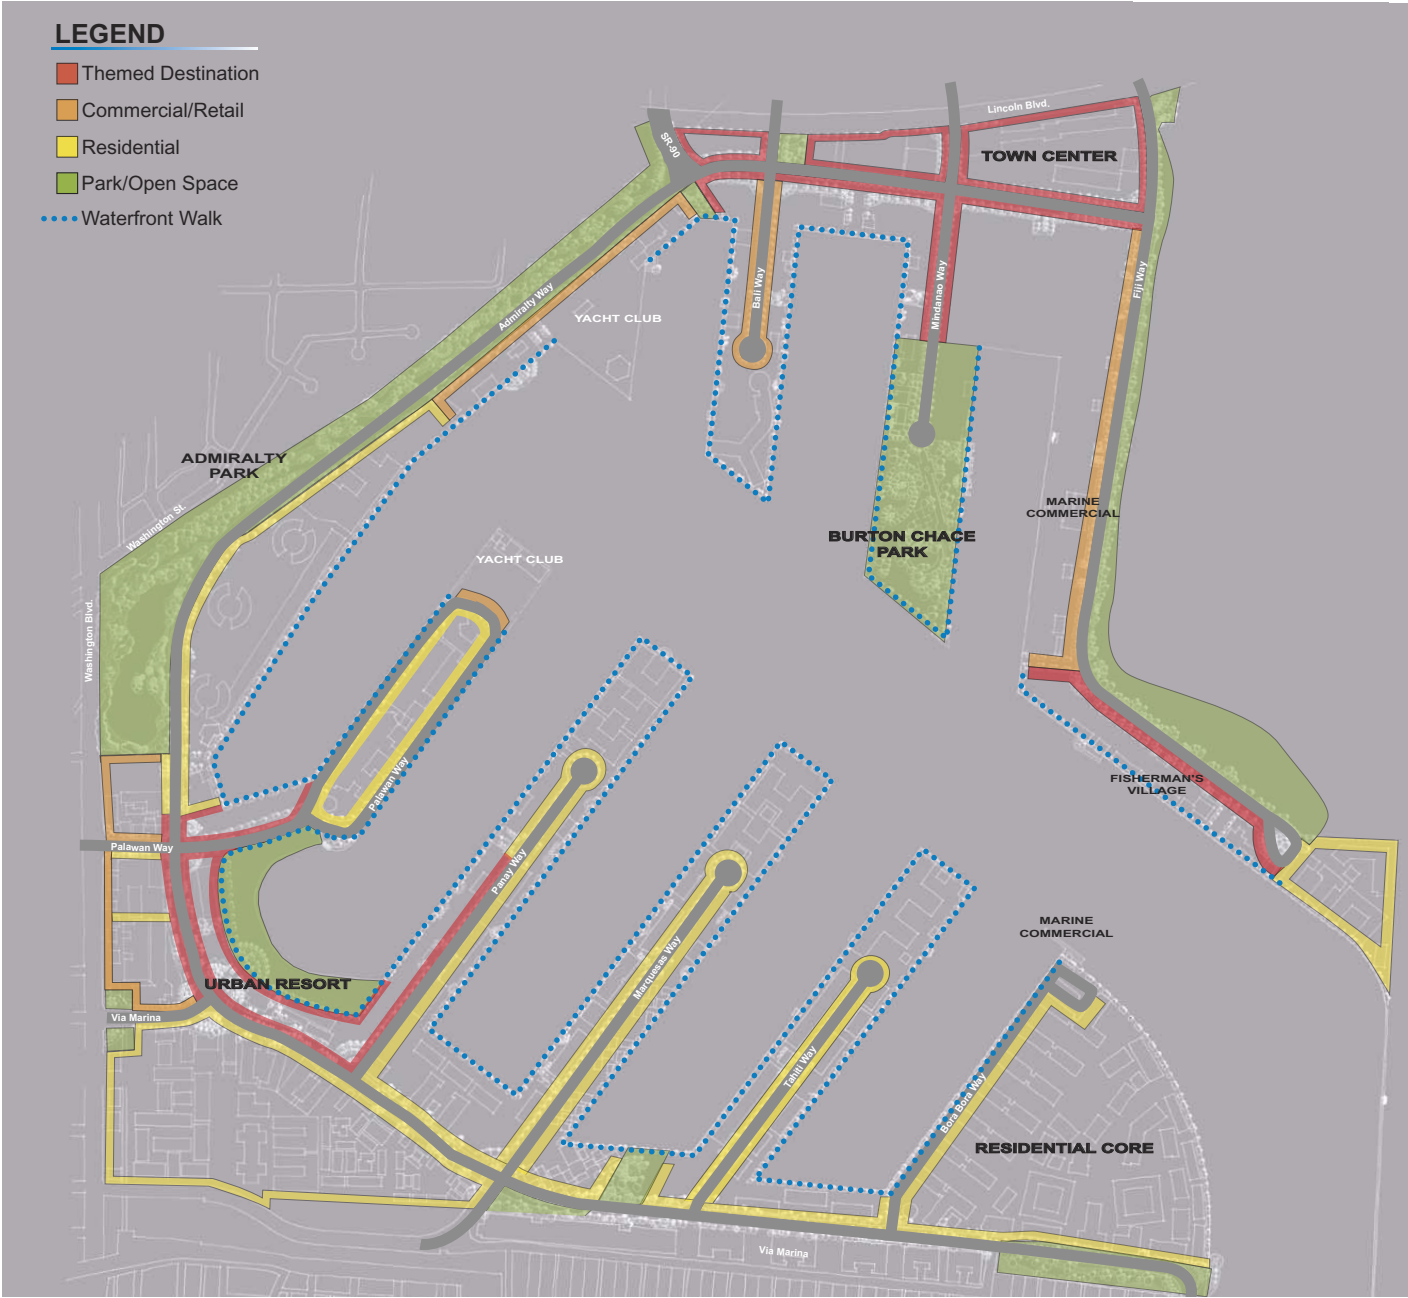 LEGEND
Themed Destination
Commercial/Retail
Residential
Park/Open Space
Waterfront Walk
Lincoln Blvd.
SR-90
TOWN CENTER
Admiralty Way
Bali Way
Mindanao Way
Fiji Way
YACHT CLUB
ADMIRALTY
PARK
Washington St.
MARINE
COMMERCIAL
BURTON CHACE
PARK
YACHT CLUB
Washington Blvd.
Palawan Way
FISHERMAN'S
VILLAGE
Palawan Way
Panay Way
MARINE
COMMERCIAL
Marquesas Way
URBAN RESORT
Via Marina
Tahiti Way
Bora Bora Way
RESIDENTIAL CORE
Via Marina